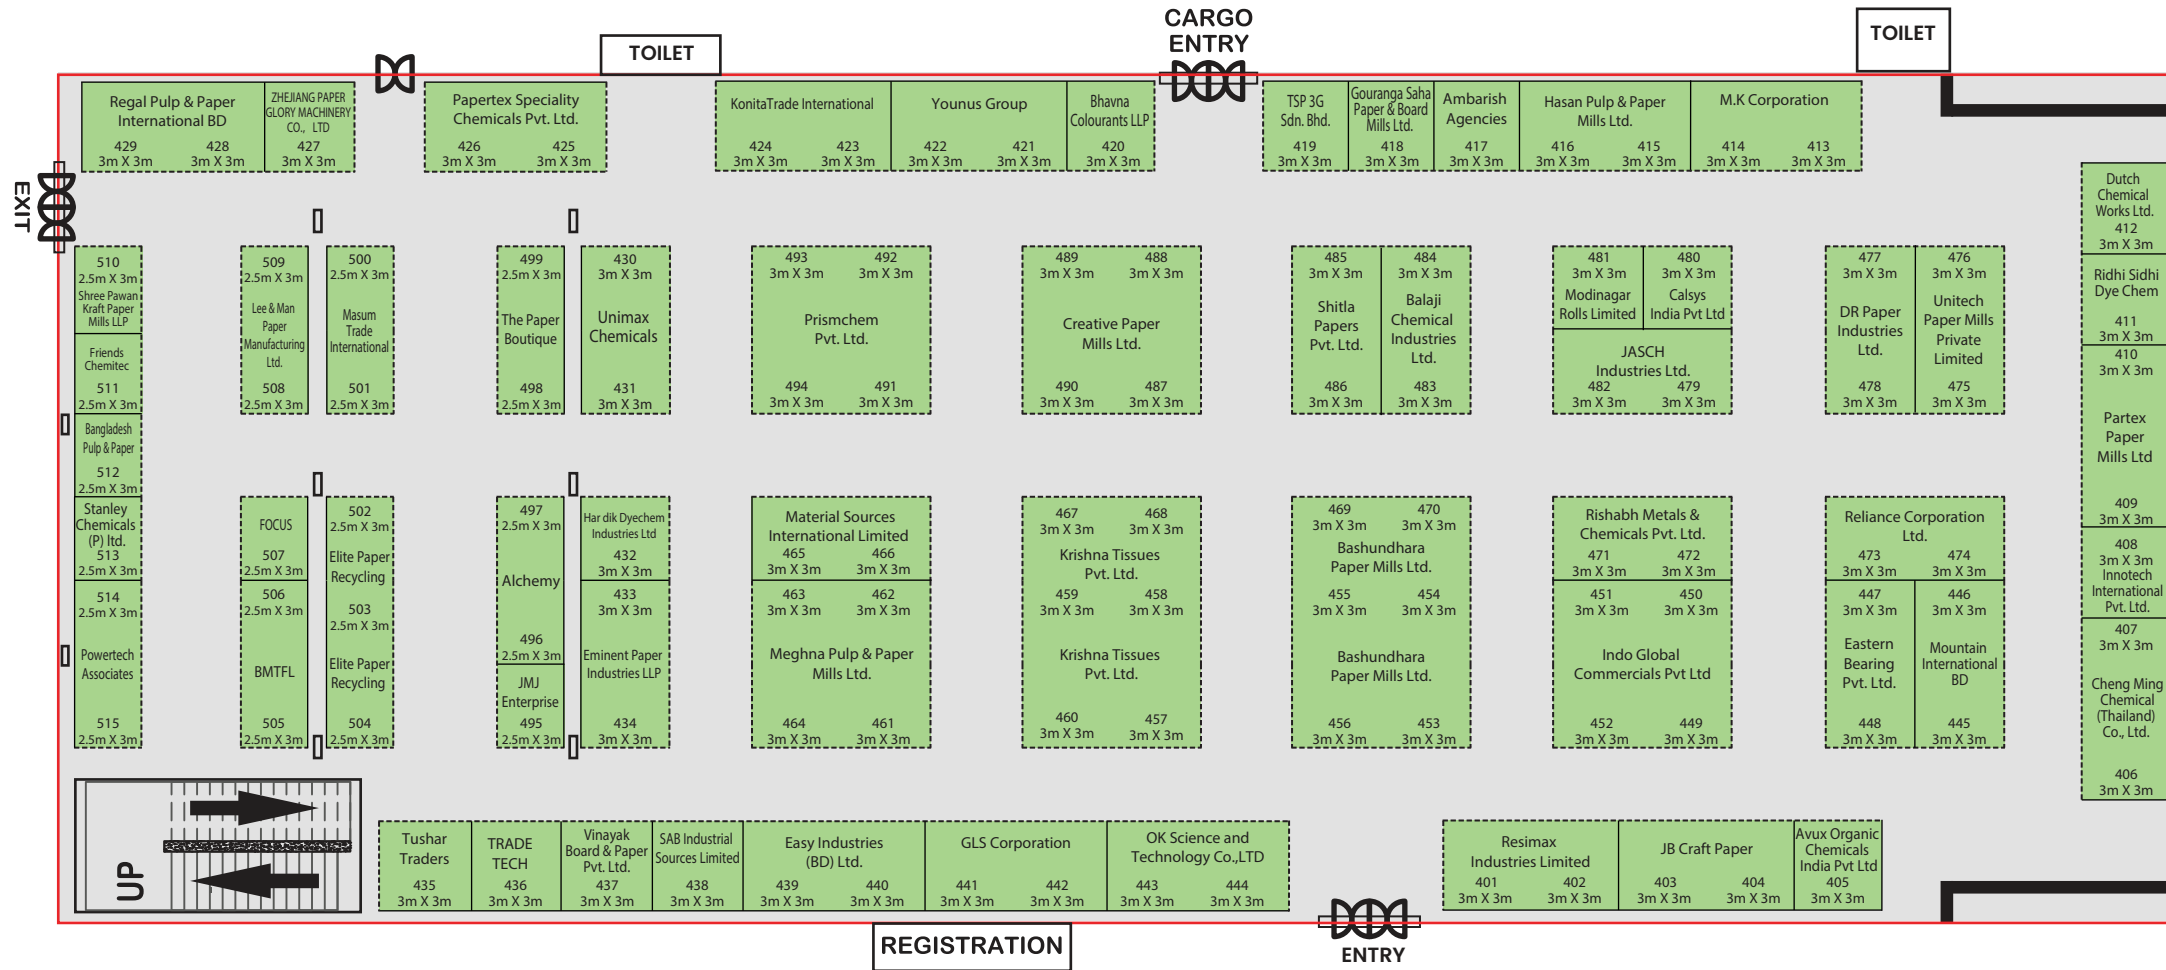 CARGO
ENTRY
TOILET
TOILET
Regal Pulp & Paper
International BD
429
3m X 3m
428
3m X 3m
ZHEJIANG PAPER
GLORY MACHINERY
CO., LTD
427
3m X 3m
Papertex Speciality
Chemicals Pvt. Ltd.
426
3m X 3m
425
3m X 3m
KonitaTrade International
424
3m X 3m
423
3m X 3m
Younus Group
422
3m X 3m
421
3m X 3m
Bhavna
Colourants LLP
420
3m X 3m
TSP 3G
Sdn. Bhd.
419
3m X 3m
Gouranga Saha
Paper & Board
Mills Ltd.
418
3m X 3m
Ambarish
Agencies
417
3m X 3m
Hasan Pulp & Paper
Mills Ltd.
416
3m X 3m
415
3m X 3m
M.K Corporation
414
3m X 3m
413
3m X 3m
EXIT
510
2.5m X 3m
Shree Pawan
Kraft Paper
Mills LLP
Friends
Chemitec
511
2.5m X 3m
Bangladesh
Pulp & Paper
512
2.5m X 3m
Stanley
Chemicals
(P) ltd.
513
2.5m X 3m
514
2.5m X 3m
Powertech
Associates
515
2.5m X 3m
509
2.5m X 3m
Lee & Man
Paper
Manufacturing
Ltd.
508
2.5m X 3m
500
2.5m X 3m
Masum
Trade
International
501
2.5m X 3m
499
2.5m X 3m
The Paper
Boutique
498
2.5m X 3m
430
3m X 3m
Unimax
Chemicals
431
3m X 3m
493
3m X 3m
492
3m X 3m
Prismchem
Pvt. Ltd.
494
3m X 3m
491
3m X 3m
489
3m X 3m
488
3m X 3m
Creative Paper
Mills Ltd.
490
3m X 3m
487
3m X 3m
485
3m X 3m
Shitla
Papers
Pvt. Ltd.
486
3m X 3m
484
3m X 3m
Balaji
Chemical
Industries
Ltd.
483
3m X 3m
481
3m X 3m
Modinagar
Rolls Limited
480
3m X 3m
Calsys
India Pvt Ltd
JASCH
Industries Ltd.
482
3m X 3m
479
3m X 3m
477
3m X 3m
DR Paper
Industries
Ltd.
478
3m X 3m
476
3m X 3m
Unitech
Paper Mills
Private
Limited
475
3m X 3m
Dutch
Chemical
Works Ltd.
412
3m X 3m
Ridhi Sidhi
Dye Chem
411
3m X 3m
410
3m X 3m
Partex
Paper
Mills Ltd
409
3m X 3m
408
3m X 3m
Innotech
International
Pvt. Ltd.
407
3m X 3m
Cheng Ming
Chemical
(Thailand)
Co., Ltd.
406
3m X 3m
FOCUS
507
2.5m X 3m
506
2.5m X 3m
BMTFL
505
2.5m X 3m
502
2.5m X 3m
Elite Paper
Recycling
503
2.5m X 3m
Elite Paper
Recycling
504
2.5m X 3m
497
2.5m X 3m
Alchemy
496
2.5m X 3m
JMJ
Enterprise
495
2.5m X 3m
Har dik Dyechem
Industries Ltd
432
3m X 3m
433
3m X 3m
Eminent Paper
Industries LLP
434
3m X 3m
Material Sources
International Limited
465
3m X 3m
466
3m X 3m
463
3m X 3m
462
3m X 3m
Meghna Pulp & Paper
Mills Ltd.
464
3m X 3m
461
3m X 3m
467
3m X 3m
468
3m X 3m
Krishna Tissues
Pvt. Ltd.
459
3m X 3m
458
3m X 3m
Krishna Tissues
Pvt. Ltd.
460
3m X 3m
457
3m X 3m
469
3m X 3m
470
3m X 3m
Bashundhara
Paper Mills Ltd.
455
3m X 3m
454
3m X 3m
Bashundhara
Paper Mills Ltd.
456
3m X 3m
453
3m X 3m
Rishabh Metals &
Chemicals Pvt. Ltd.
471
3m X 3m
472
3m X 3m
451
3m X 3m
450
3m X 3m
Indo Global
Commercials Pvt Ltd
452
3m X 3m
449
3m X 3m
Reliance Corporation
Ltd.
473
3m X 3m
474
3m X 3m
447
3m X 3m
Eastern
Bearing
Pvt. Ltd.
448
3m X 3m
446
3m X 3m
Mountain
International
BD
445
3m X 3m
UP
Tushar
Traders
435
3m X 3m
TRADE
TECH
436
3m X 3m
Vinayak
Board & Paper
Pvt. Ltd.
437
3m X 3m
SAB Industrial
Sources Limited
438
3m X 3m
Easy Industries
(BD) Ltd.
439
3m X 3m
440
3m X 3m
GLS Corporation
441
3m X 3m
442
3m X 3m
OK Science and
Technology Co.,LTD
443
3m X 3m
444
3m X 3m
Resimax
Industries Limited
401
3m X 3m
402
3m X 3m
JB Craft Paper
403
3m X 3m
404
3m X 3m
Avux Organic
Chemicals
India Pvt Ltd
405
3m X 3m
REGISTRATION
ENTRY